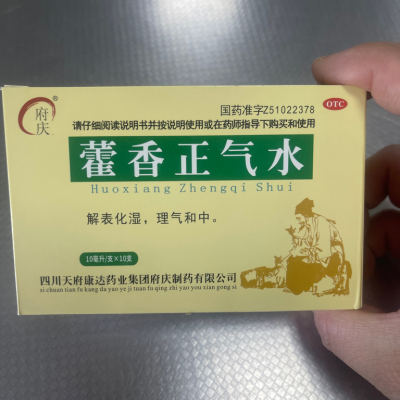 府庆
国药准字Z51022378
OTC
请仔细阅读说明书并按说明使用或在药师指导下购买和使用
藿香正气水
Huoxiang Zhengqi Shui
解表化湿，理气和中。
10毫升/支×10支
四川天府康达药业集团府庆制药有限公司
si chuan tian fu kang da yao ye ji tuan fu qing zhi yao you xian gong si